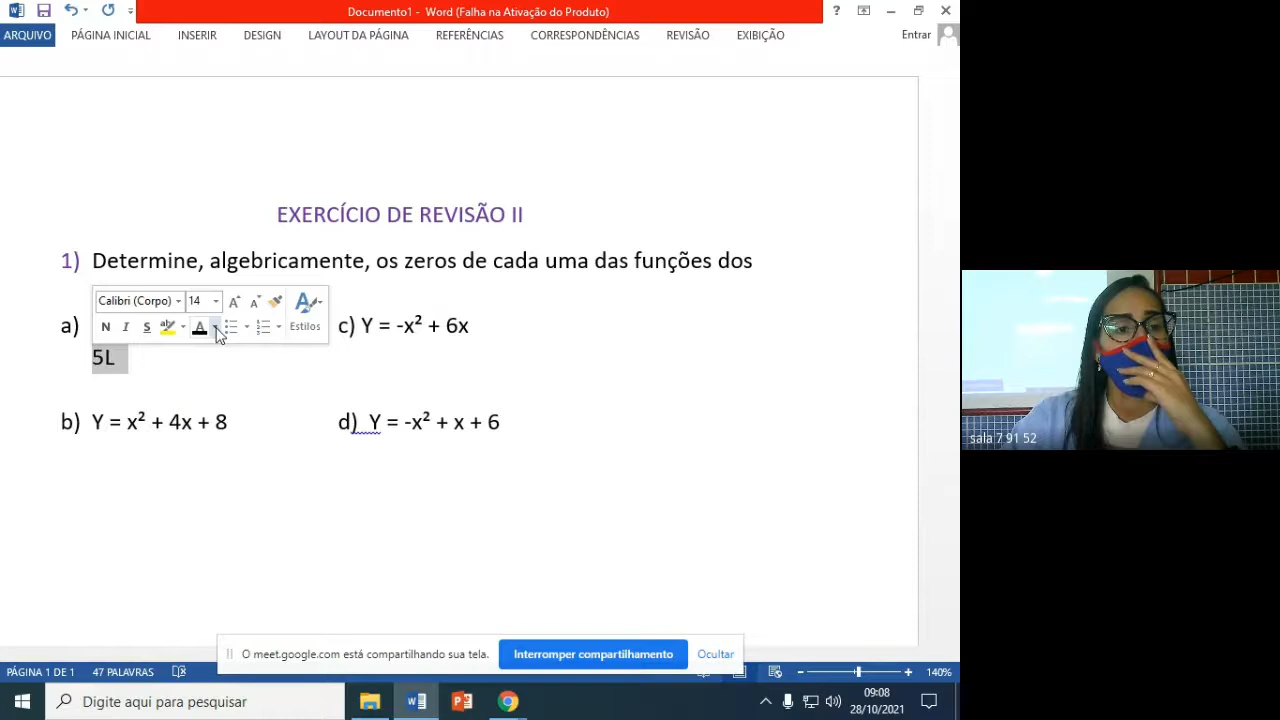 Documento1 - Word (Falha na Ativação do Produto)
?
ARQUIVO PÁGINA INICIAL INSERIR DESIGN LAYOUT DA PÁGINA REFERÊNCIAS CORRESPONDÊNCIAS REVISÃO EXIBIÇÃO Entrar
EXERCÍCIO DE REVISÃO II
1) Determine, algebricamente, os zeros de cada uma das funções dos
Calibri (Corpo) 14 A A A
N I S aby A Estilos
a) c) Y = -x² + 6x
5L
b) Y = x² + 4x + 8 d) Y = -x² + x + 6
sala 7 91 52
O meet.google.com está compartilhando sua tela. Interromper compartilhamento Ocultar
PÁGINA 1 DE 1 47 PALAVRAS 140%
Digite aqui para pesquisar
09:08
28/10/2021